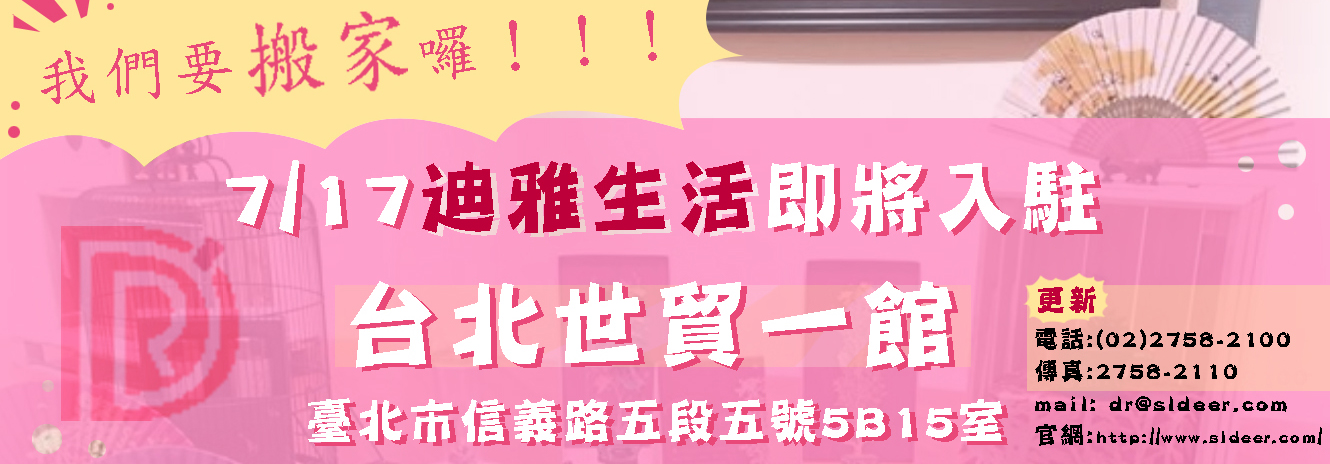 我們要搬家囉!!!
7/17迪雅生活即將入駐
台北世貿一館
臺北市信義路五段五號5B15室
更新
電話:(02)2758-2100
傳真:2758-2110
mail: dr@sldeer.com
官網:http://www.sldeer.com/